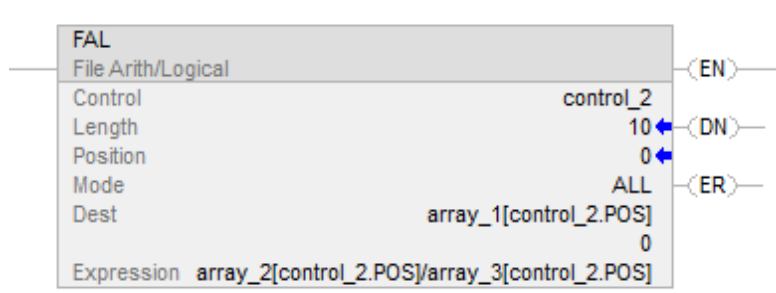 FAL
File Arith/Logical
EN
Control control_2
Length 10
DN
Position 0
Mode ALL
ER
Dest array_1[control_2.POS]
0
Expression array_2[control_2.POS]/array_3[control_2.POS]